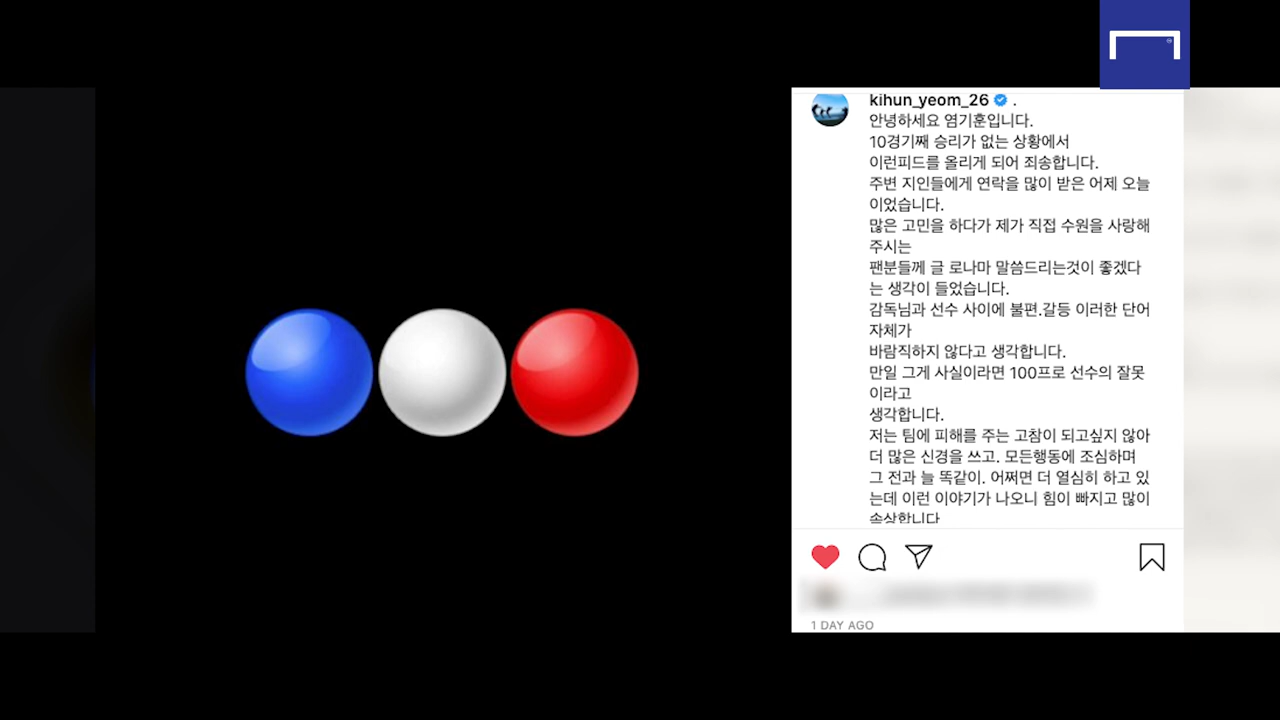 kihun_yeom_26 .
안녕하세요 염기훈입니다.
10경기째 승리가 없는 상황에서
이런피드를 올리게 되어 죄송합니다.
주변 지인들에게 연락을 많이 받은 어제 오늘
이었습니다.
많은 고민을 하다가 제가 직접 수원을 사랑해
주시는
팬분들께 글 로나마 말씀드리는것이 좋겠다
는 생각이 들었습니다.
감독님과 선수 사이에 불편.갈등 이러한 단어
자체가
바람직하지 않다고 생각합니다.
만일 그게 사실이라면 100프로 선수의 잘못
이라고
생각합니다.
저는 팀에 피해를 주는 고참이 되고싶지 않아
더 많은 신경을 쓰고. 모든행동에 조심하며
그 전과 늘 똑같이. 어쩌면 더 열심히 하고 있
는데 이런 이야기가 나오니 힘이 빠지고 많이
속상합니다
1 DAY AGO